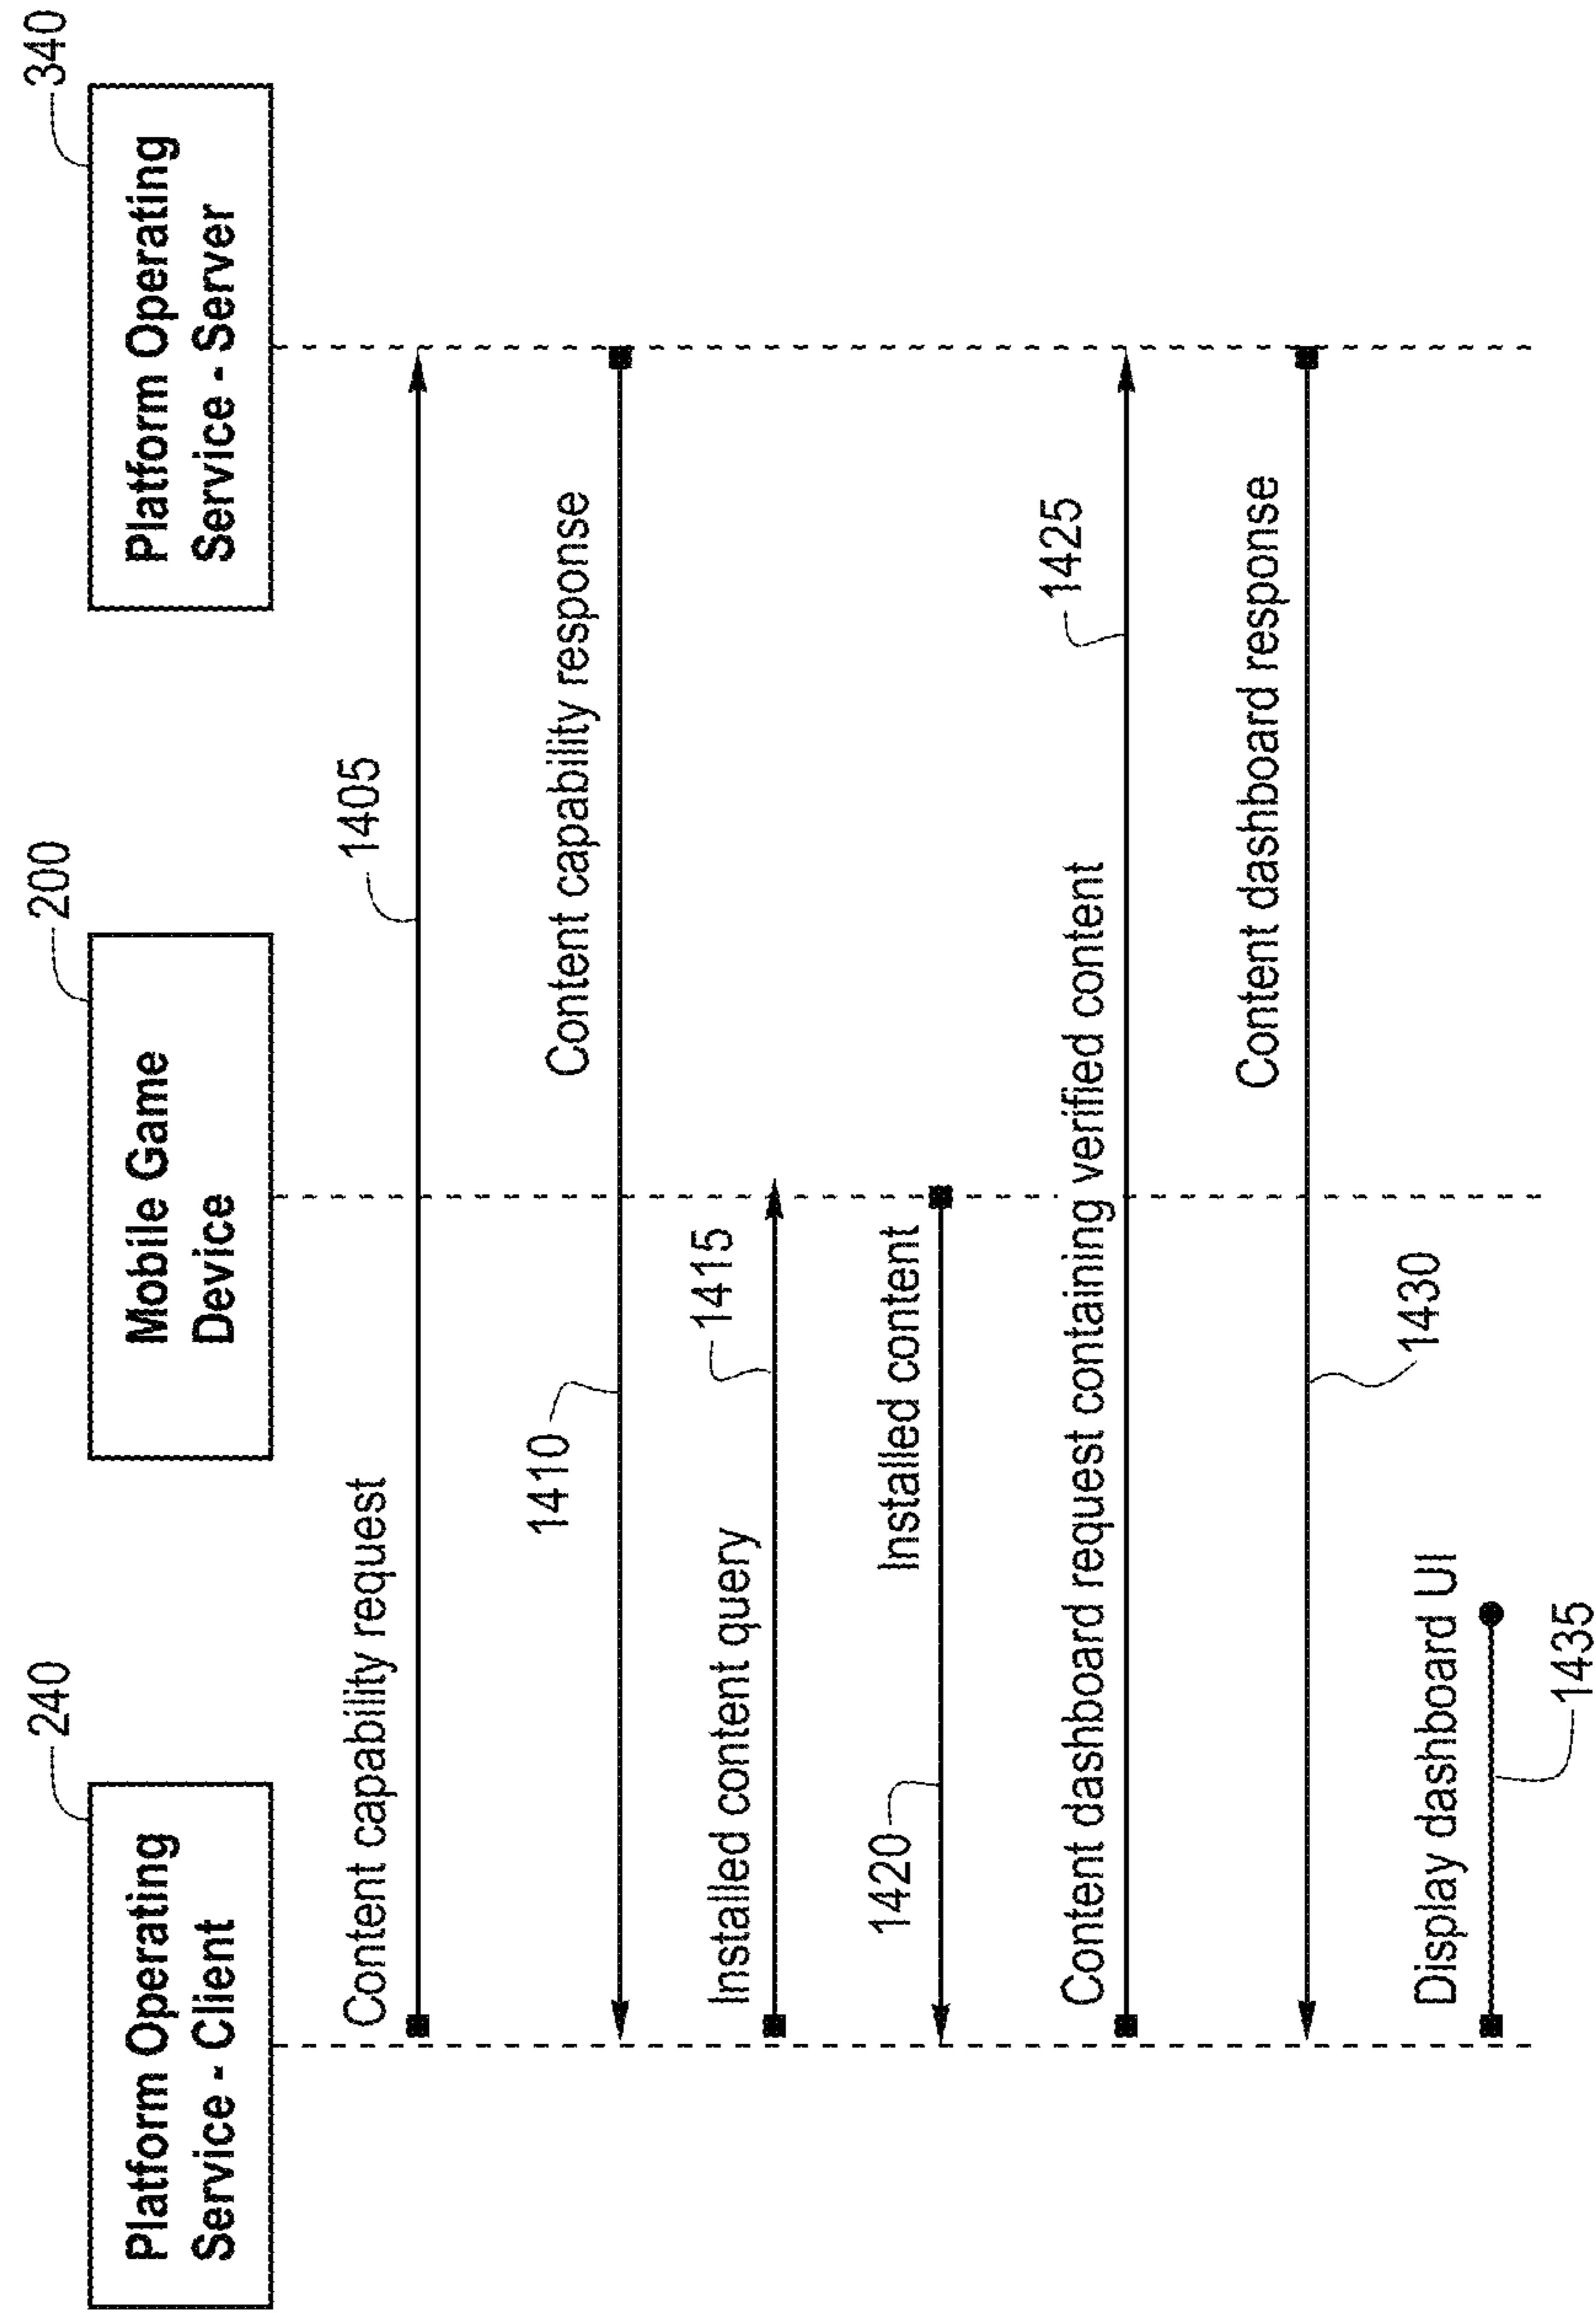 240
Platform Operating
Service - Client
200
Mobile Game
Device
340
Platform Operating
Service - Server
Content capability request
1405
1410
Content capability response
Installed content query
1415
1420
Installed content
Content dashboard request containing verified content
1425
Content dashboard response
1430
Display dashboard UI
1435